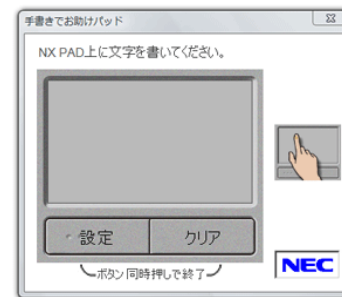 手書きでお助けパッド
NX PAD上に文字を書いてください。
設定
クリア
ボタン同時押しで終了
NEC